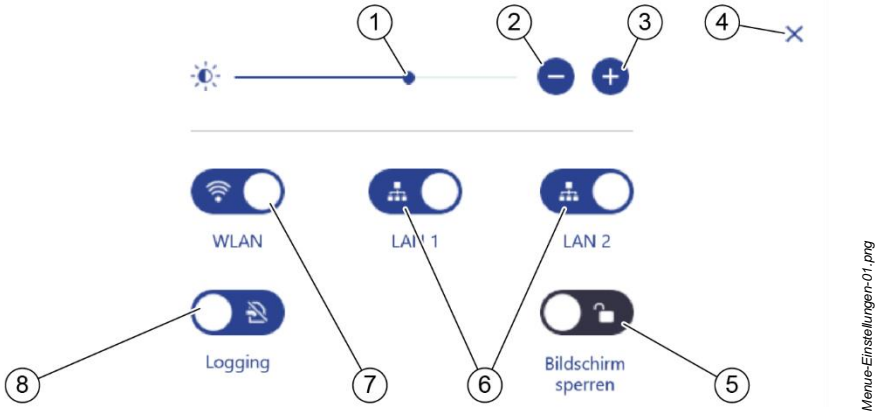 1
2
3
4
WLAN
LAN 1
LAN 2
Logging
Bildschirm
sperren
8
7
6
5
Menue-Einstellungen-01.png